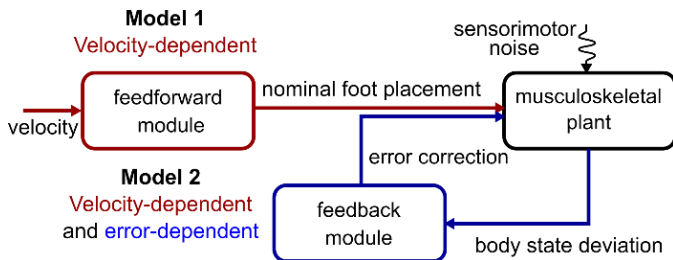 Model 1
Velocity-dependent
sensorimotor
noise
velocity
feedforward
module
nominal foot placement
musculoskeletal
plant
error correction
Model 2
Velocity-dependent
and error-dependent
feedback
module
body state deviation